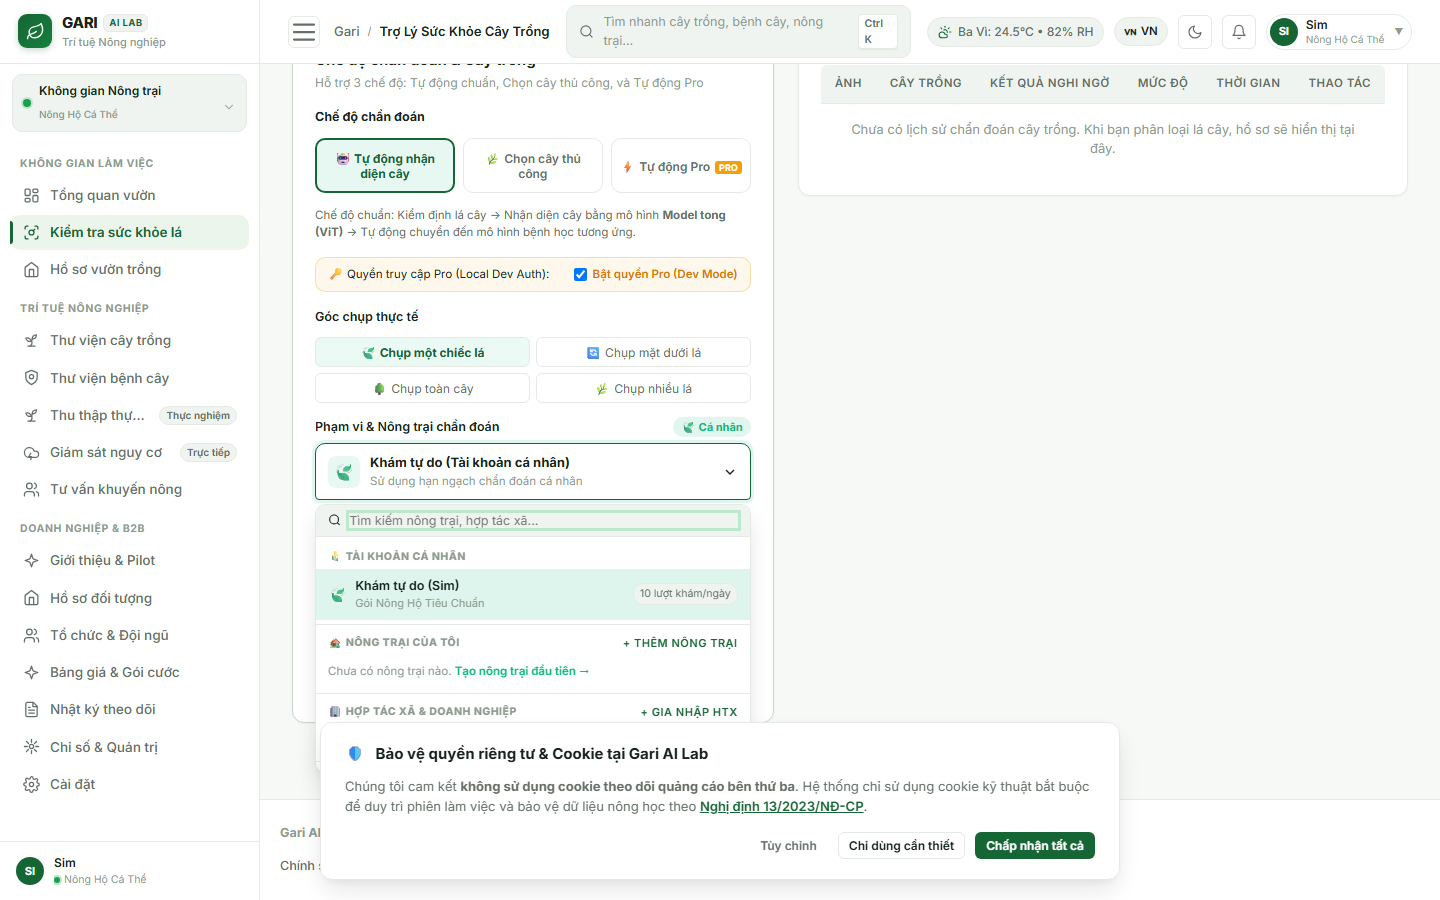 GARI AI LAB
Trí tuệ Nông nghiệp
Không gian Nông trại
Nông Hộ Cá Thể
KHÔNG GIAN LÀM VIỆC
Tổng quan vườn
Kiểm tra sức khỏe lá
Hồ sơ vườn trồng
TRÍ TUỆ NÔNG NGHIỆP
Thư viện cây trồng
Thư viện bệnh cây
Thu thập thự... Thực nghiệm
Giám sát nguy cơ Trực tiếp
Tư vấn khuyến nông
DOANH NGHIỆP & B2B
Giới thiệu & Pilot
Hồ sơ đối tượng
Tổ chức & Đội ngũ
Bảng giá & Gói cước
Nhật ký theo dõi
Chỉ số & Quản trị
Cài đặt
SI Sim
Nông Hộ Cá Thể
Gari / Trợ Lý Sức Khỏe Cây Trồng
Tìm nhanh cây trồng, bệnh cây, nông trại...
Ctrl K
Ba Vì: 24.5°C • 82% RH
VN VN
SI Sim
Nông Hộ Cá Thể
Hỗ trợ 3 chế độ: Tự động chuẩn, Chọn cây thủ công, và Tự động Pro
Chế độ chẩn đoán
Tự động nhận diện cây
Chọn cây thủ công
Tự động Pro PRO
Chế độ chuẩn: Kiểm định lá cây → Nhận diện cây bằng mô hình Model tong
(ViT) → Tự động chuyển đến mô hình bệnh học tương ứng.
Quyền truy cập Pro (Local Dev Auth): Bật quyền Pro (Dev Mode)
Góc chụp thực tế
Chụp một chiếc lá
Chụp mặt dưới lá
Chụp toàn cây
Chụp nhiều lá
Phạm vi & Nông trại chẩn đoán Cá nhân
Khám tự do (Tài khoản cá nhân)
Sử dụng hạn ngạch chẩn đoán cá nhân
Tìm kiếm nông trại, hợp tác xã...
TÀI KHOẢN CÁ NHÂN
Khám tự do (Sim)
Gói Nông Hộ Tiêu Chuẩn
10 lượt khám/ngày
NÔNG TRẠI CỦA TÔI + THÊM NÔNG TRẠI
Chưa có nông trại nào. Tạo nông trại đầu tiên →
HỢP TÁC XÃ & DOANH NGHIỆP + GIA NHẬP HTX
ẢNH CÂY TRỒNG KẾT QUẢ NGHI NGỜ MỨC ĐỘ THỜI GIAN THAO TÁC
Chưa có lịch sử chẩn đoán cây trồng. Khi bạn phân loại lá cây, hồ sơ sẽ hiển thị tại
đây.
Bảo vệ quyền riêng tư & Cookie tại Gari AI Lab
Chúng tôi cam kết không sử dụng cookie theo dõi quảng cáo bên thứ ba. Hệ thống chỉ sử dụng cookie kỹ thuật bắt buộc
để duy trì phiên làm việc và bảo vệ dữ liệu nông học theo Nghị định 13/2023/NĐ-CP.
Tùy chỉnh
Chỉ dùng cần thiết
Chấp nhận tất cả
Gari AI
Chính